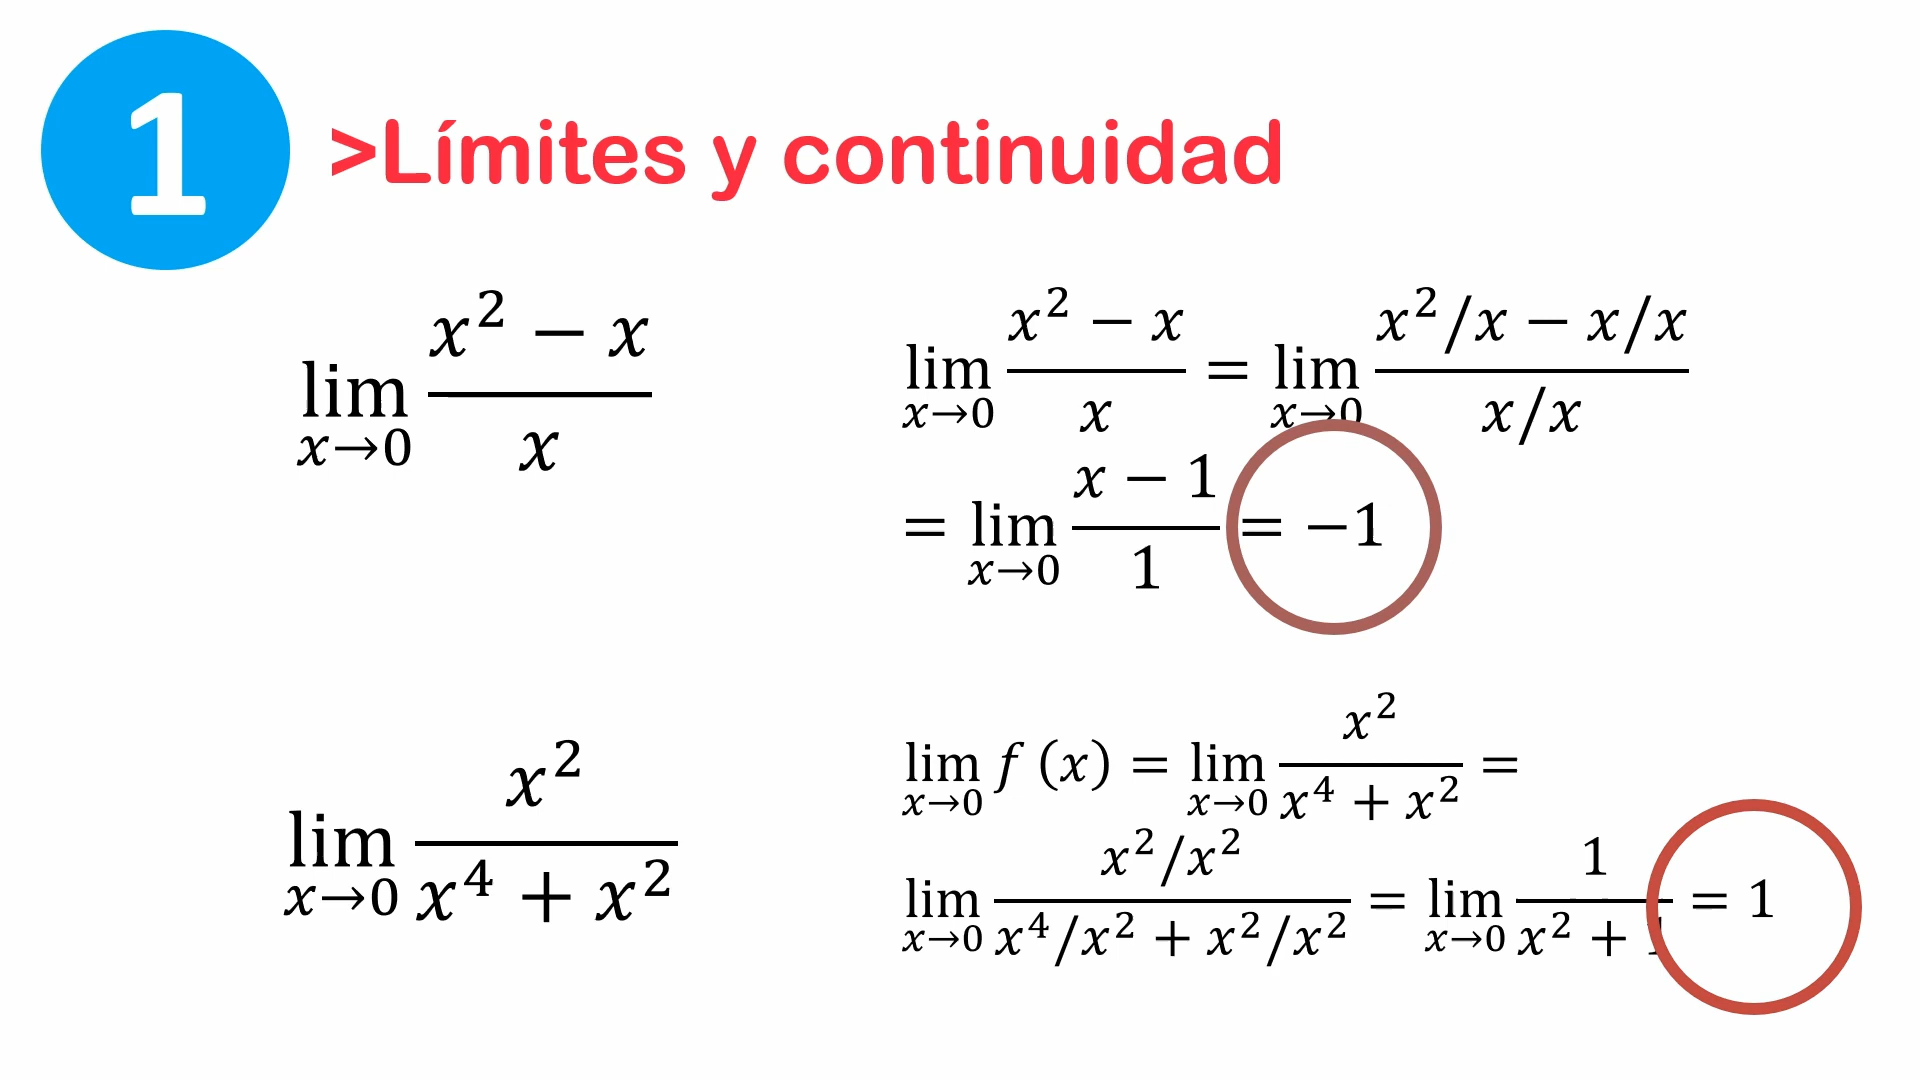 1
>Límites y continuidad
lim x→0 (x² − x)/x
lim x→0 (x² − x)/x = lim x→0 (x²/x − x/x)/(x/x)
= lim x→0 (x − 1)/1 = −1
lim x→0 x²/(x⁴ + x²)
lim x→0 f (x) = lim x→0 x²/(x⁴ + x²) =
lim x→0 (x²/x²)/(x⁴/x² + x²/x²) = lim x→0 1/(x² + 1) = 1